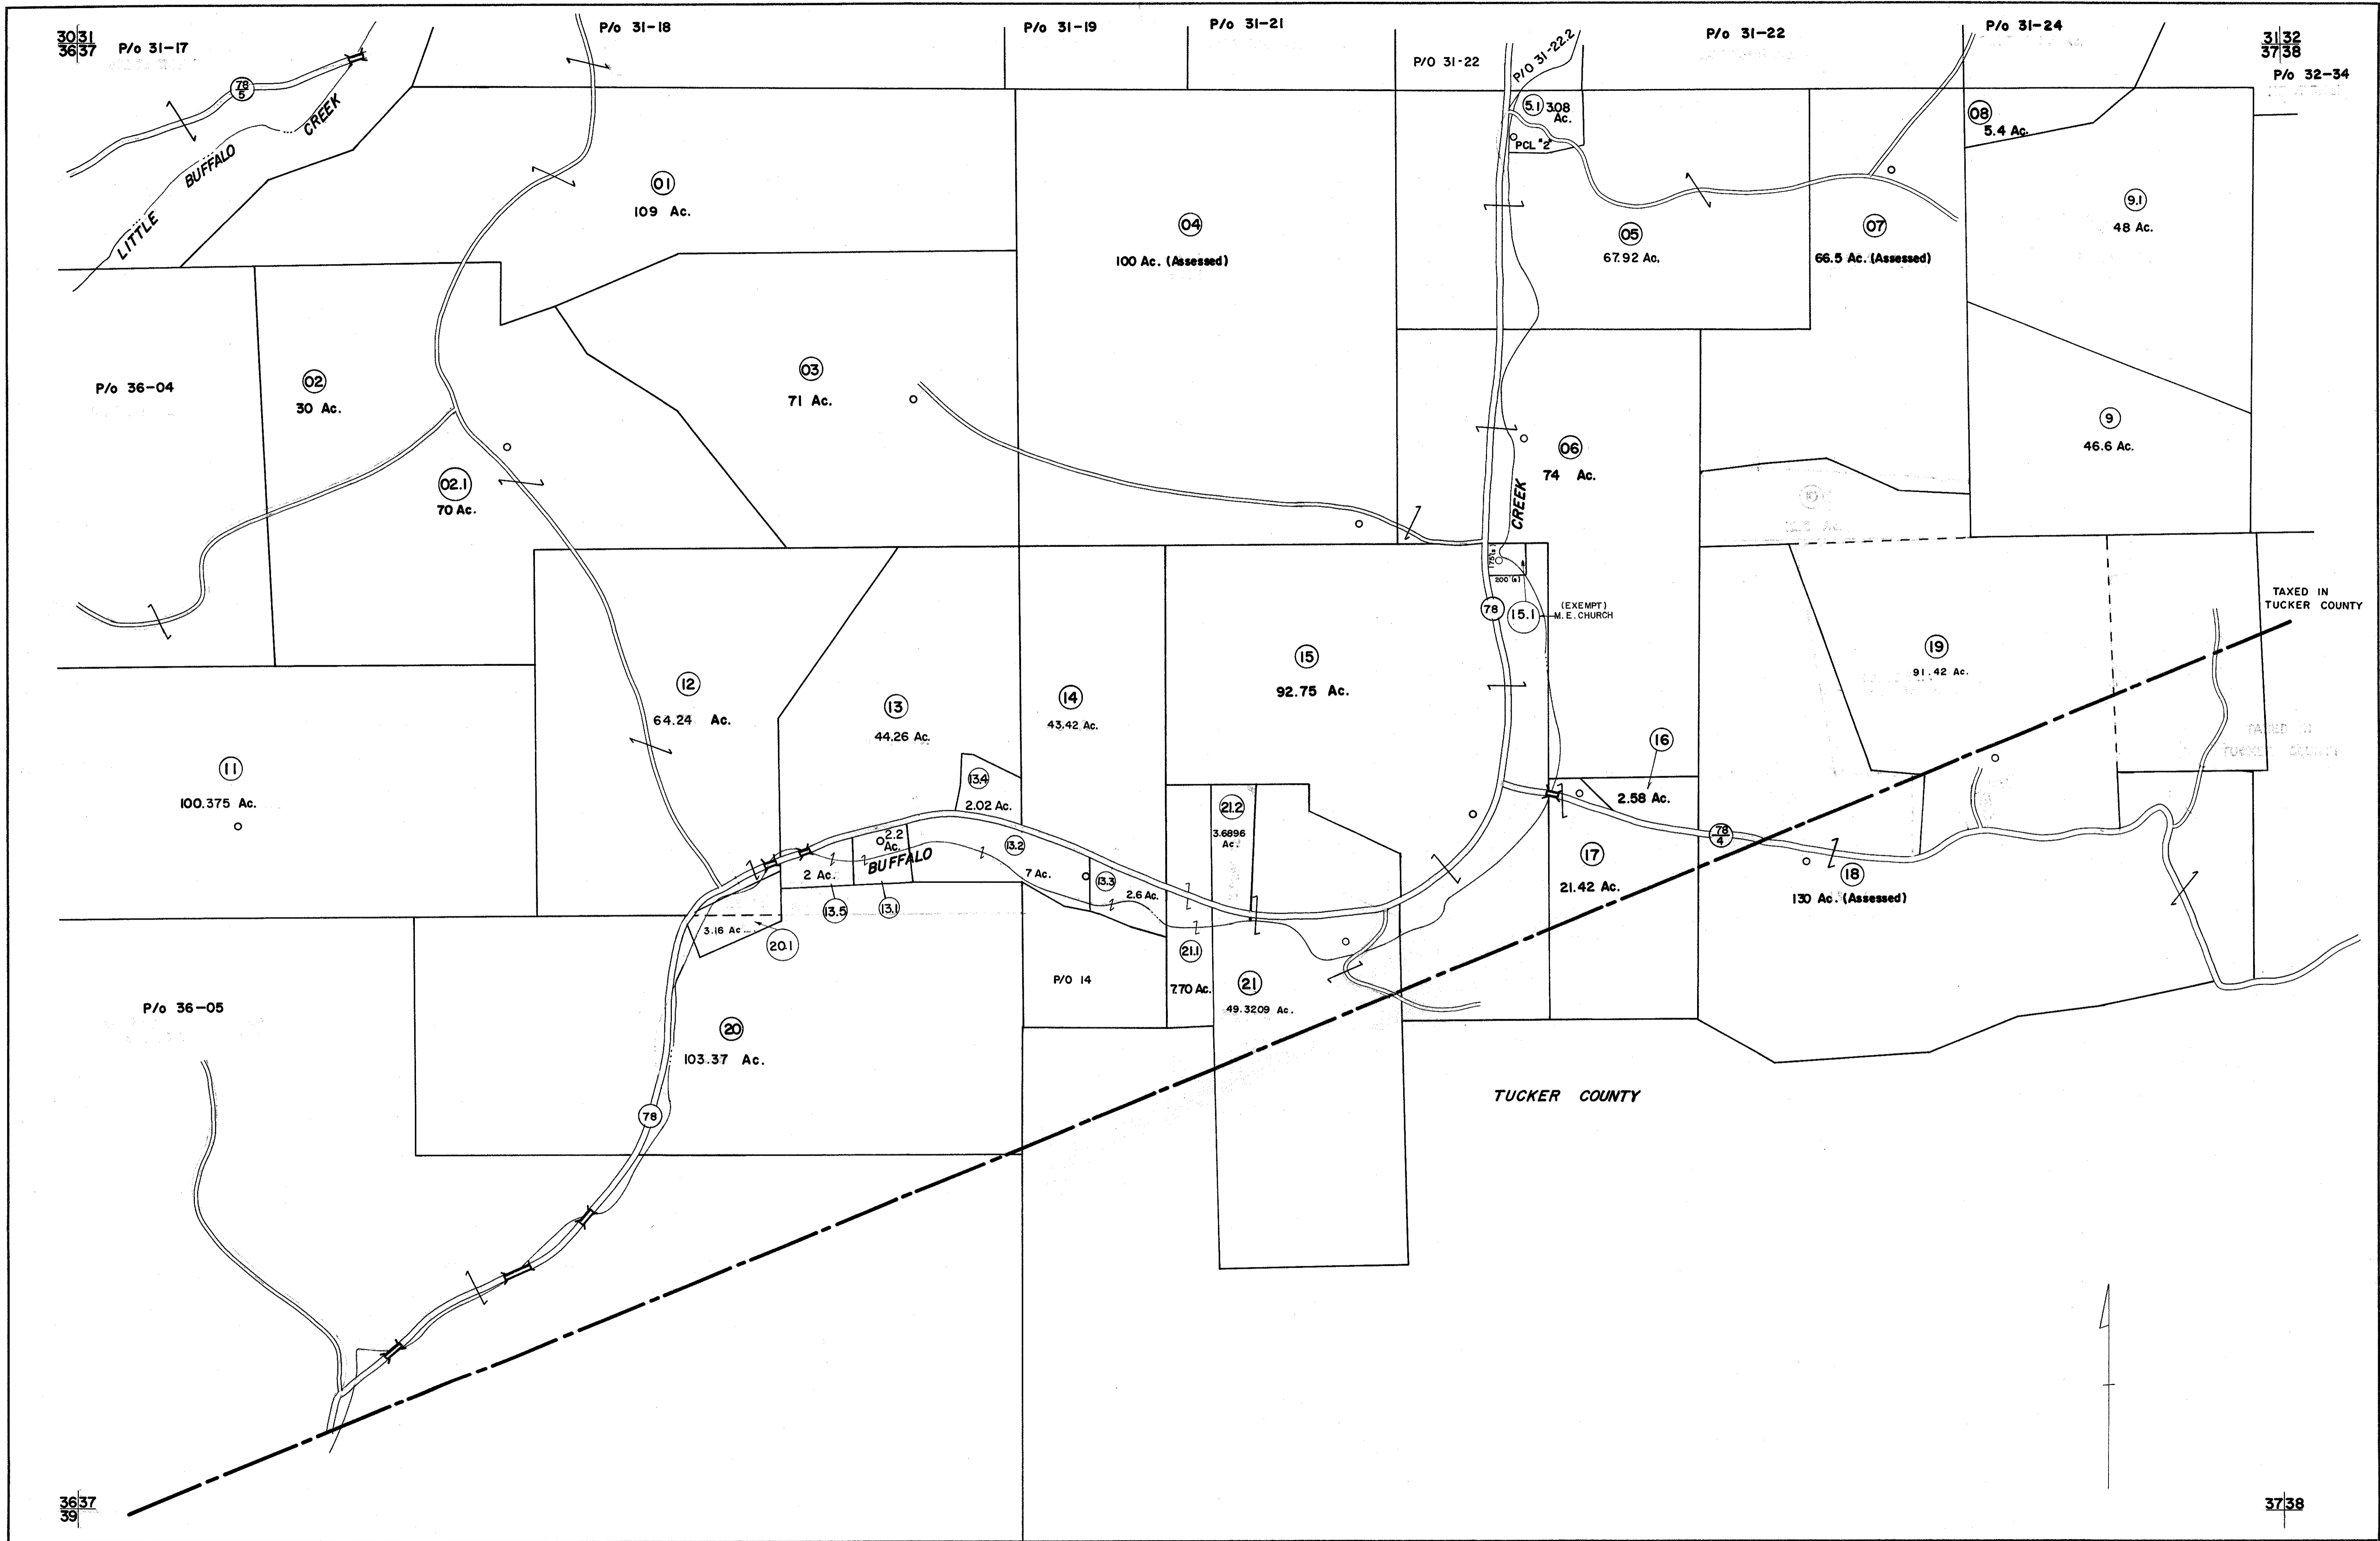 30 31
36 37
P/o 31-17
P/o 31-18
P/o 31-19
P/o 31-21
P/O 31-22
P/O 31-22.2
P/o 31-22
P/o 31-24
31 32
37 38
P/o 32-34
78
5
LITTLE BUFFALO CREEK
01
109 Ac.
04
100 Ac. (Assessed)
5.1 3.08
Ac.
PCL "2"
05
67.92 Ac.
07
66.5 Ac. (Assessed)
08
5.4 Ac.
9.1
48 Ac.
P/o 36-04
02
30 Ac.
02.1
70 Ac.
03
71 Ac.
06
74 Ac.
CREEK
9
46.6 Ac.
10
175 (s)
200 (s)
78
15.1
(EXEMPT)
M.E. CHURCH
TAXED IN
TUCKER COUNTY
11
100.375 Ac.
12
64.24 Ac.
13
44.26 Ac.
14
43.42 Ac.
15
92.75 Ac.
16
2.58 Ac.
19
91.42 Ac.
TAXED IN
TUCKER COUNTY
13.4
2.02 Ac.
2.2
Ac.
BUFFALO
2 Ac.
13.5
13.1
13.2
7 Ac.
13.3
2.6 Ac.
21.2
3.6896
Ac.
78
4
17
21.42 Ac.
18
130 Ac. (Assessed)
3.16 Ac.
20.1
P/O 14
21.1
7.70 Ac.
21
49.3209 Ac.
P/o 36-05
20
103.37 Ac.
78
TUCKER COUNTY
36 37
39
37 38